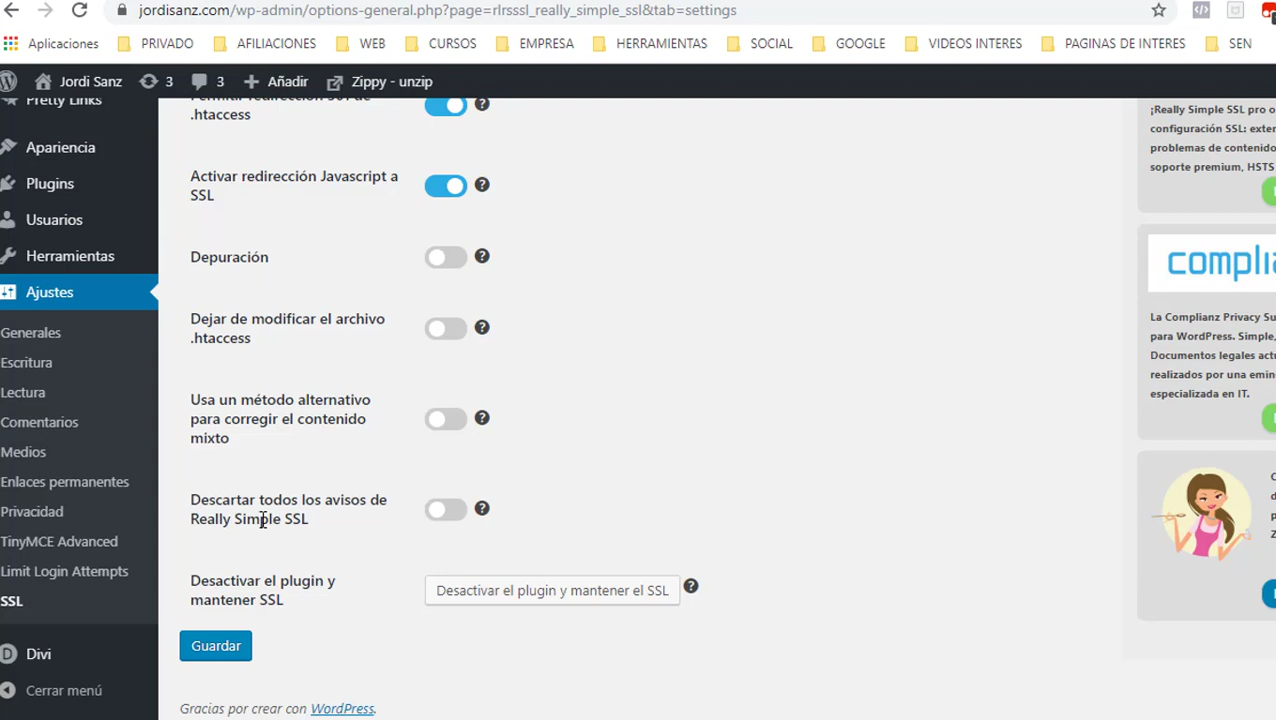 jordisanz.com/wp-admin/options-general.php?page=rlrsssl_really_simple_ssl&tab=settings
Aplicaciones PRIVADO AFILIACIONES WEB CURSOS EMPRESA HERRAMIENTAS SOCIAL GOOGLE VIDEOS INTERES PAGINAS DE INTERES SEN
Jordi Sanz 3 3 Añadir Zippy - unzip
Pretty Links
Apariencia
Plugins
Usuarios
Herramientas
Ajustes
Generales
Escritura
Lectura
Comentarios
Medios
Enlaces permanentes
Privacidad
TinyMCE Advanced
Limit Login Attempts
SSL
Divi
Cerrar menú
Permitir redirección 301 de
.htaccess
Activar redirección Javascript a
SSL
Depuración
Dejar de modificar el archivo
.htaccess
Usa un método alternativo
para corregir el contenido
mixto
Descartar todos los avisos de
Really Simple SSL
Desactivar el plugin y
mantener SSL
Desactivar el plugin y mantener el SSL
Guardar
Gracias por crear con WordPress.
¡Really Simple SSL pro o
configuración SSL: exter
problemas de contenido
soporte premium, HSTS
complia
La Complianz Privacy Su
para WordPress. Simple,
Documentos legales actu
realizados por una emin
especializada en IT.